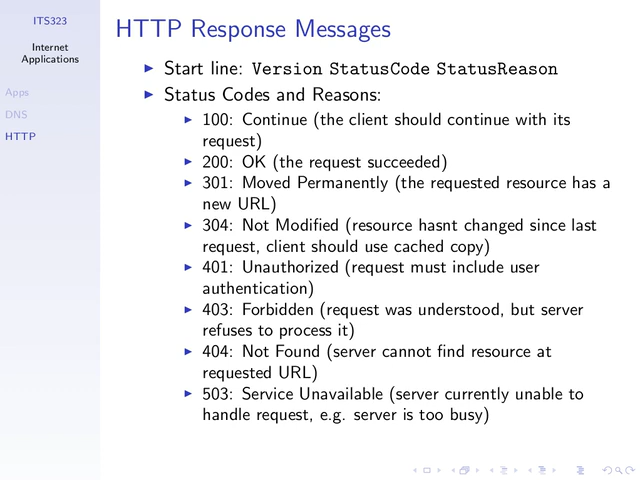 ITS323
Internet
Applications
Apps
DNS
HTTP
HTTP Response Messages
Start line: Version StatusCode StatusReason
Status Codes and Reasons:
100: Continue (the client should continue with its
request)
200: OK (the request succeeded)
301: Moved Permanently (the requested resource has a
new URL)
304: Not Modified (resource hasnt changed since last
request, client should use cached copy)
401: Unauthorized (request must include user
authentication)
403: Forbidden (request was understood, but server
refuses to process it)
404: Not Found (server cannot find resource at
requested URL)
503: Service Unavailable (server currently unable to
handle request, e.g. server is too busy)